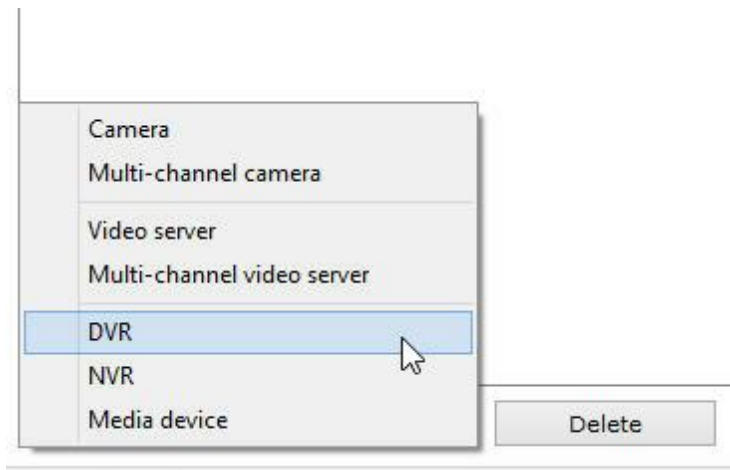 Camera
Multi-channel camera
Video server
Multi-channel video server
DVR
NVR
Media device
Delete